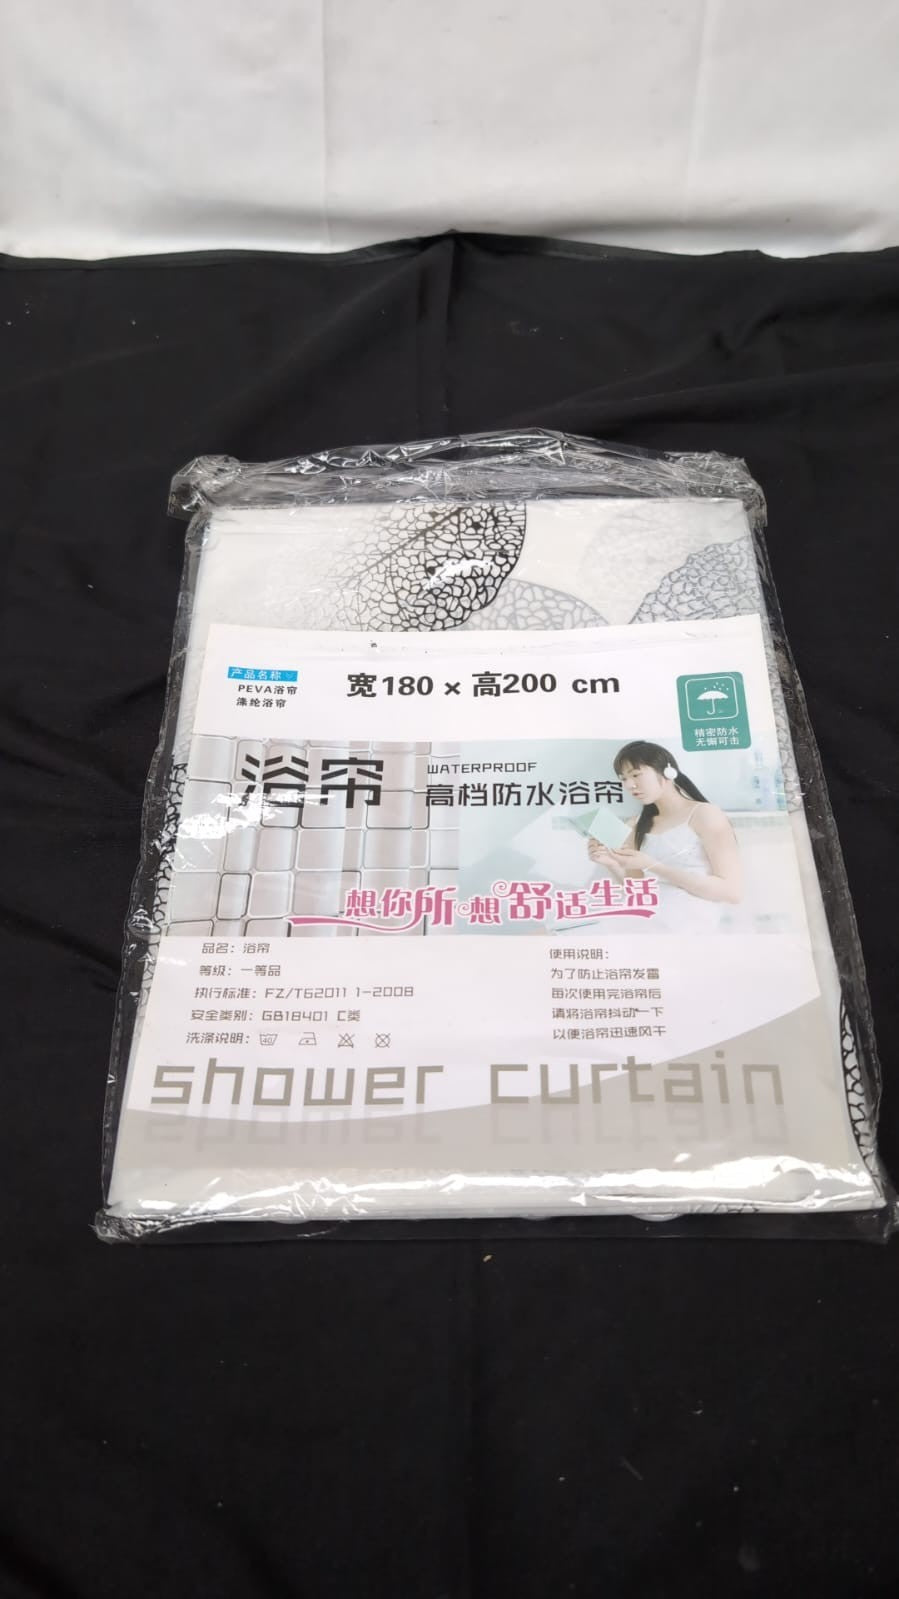 产品名称
PEVA浴帘
涤纶浴帘
宽180 × 高200 cm
精密防水
无懈可击
浴帘
WATERPROOF
高档防水浴帘
想你所想 舒适生活
品名：浴帘
等级：一等品
执行标准：FZ/T62011 1-2008
安全类别：GB18401 C类
洗涤说明：
40
使用说明：
为了防止浴帘发霉
每次使用完浴帘后
请将浴帘抖动一下
以便浴帘迅速风干
shower curtain